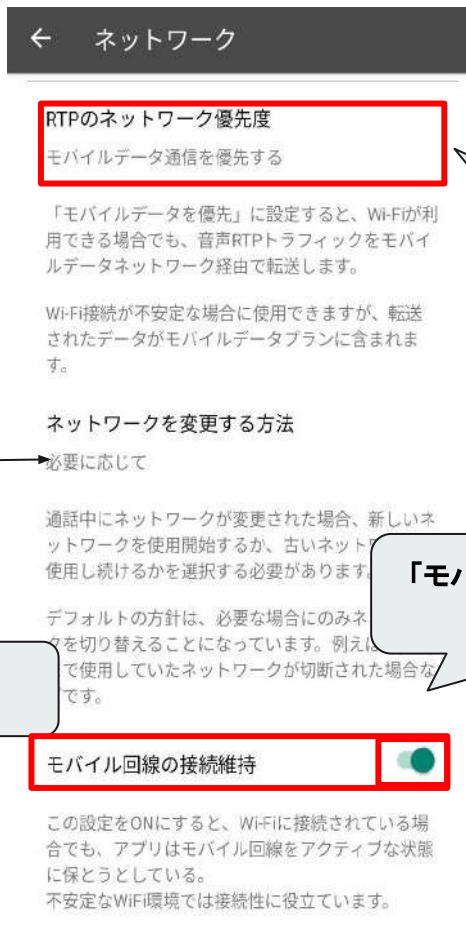 ← ネットワーク
RTPのネットワーク優先度
モバイルデータ通信を優先する
「モバイルデータを優先」に設定すると、Wi-Fiが利
用できる場合でも、音声RTPトラフィックをモバイ
ルデータネットワーク経由で転送します。
Wi-Fi接続が不安定な場合に使用できますが、転送
されたデータがモバイルデータプランに含まれま
す。
ネットワークを変更する方法
必要に応じて
通話中にネットワークが変更された場合、新しいネ
ットワークを使用開始するか、古いネット
使用し続けるかを選択する必要があります
「モバ
デフォルトの方針は、必要な場合にのみネ
クを切り替えることになっています。例えば
で使用していたネットワークが切断された場合な
です。
モバイル回線の接続維持
この設定をONにすると、Wi-Fiに接続されている場
合でも、アプリはモバイル回線をアクティブな状態
に保とうとしている。
不安定なWiFi環境では接続性に役立ています。